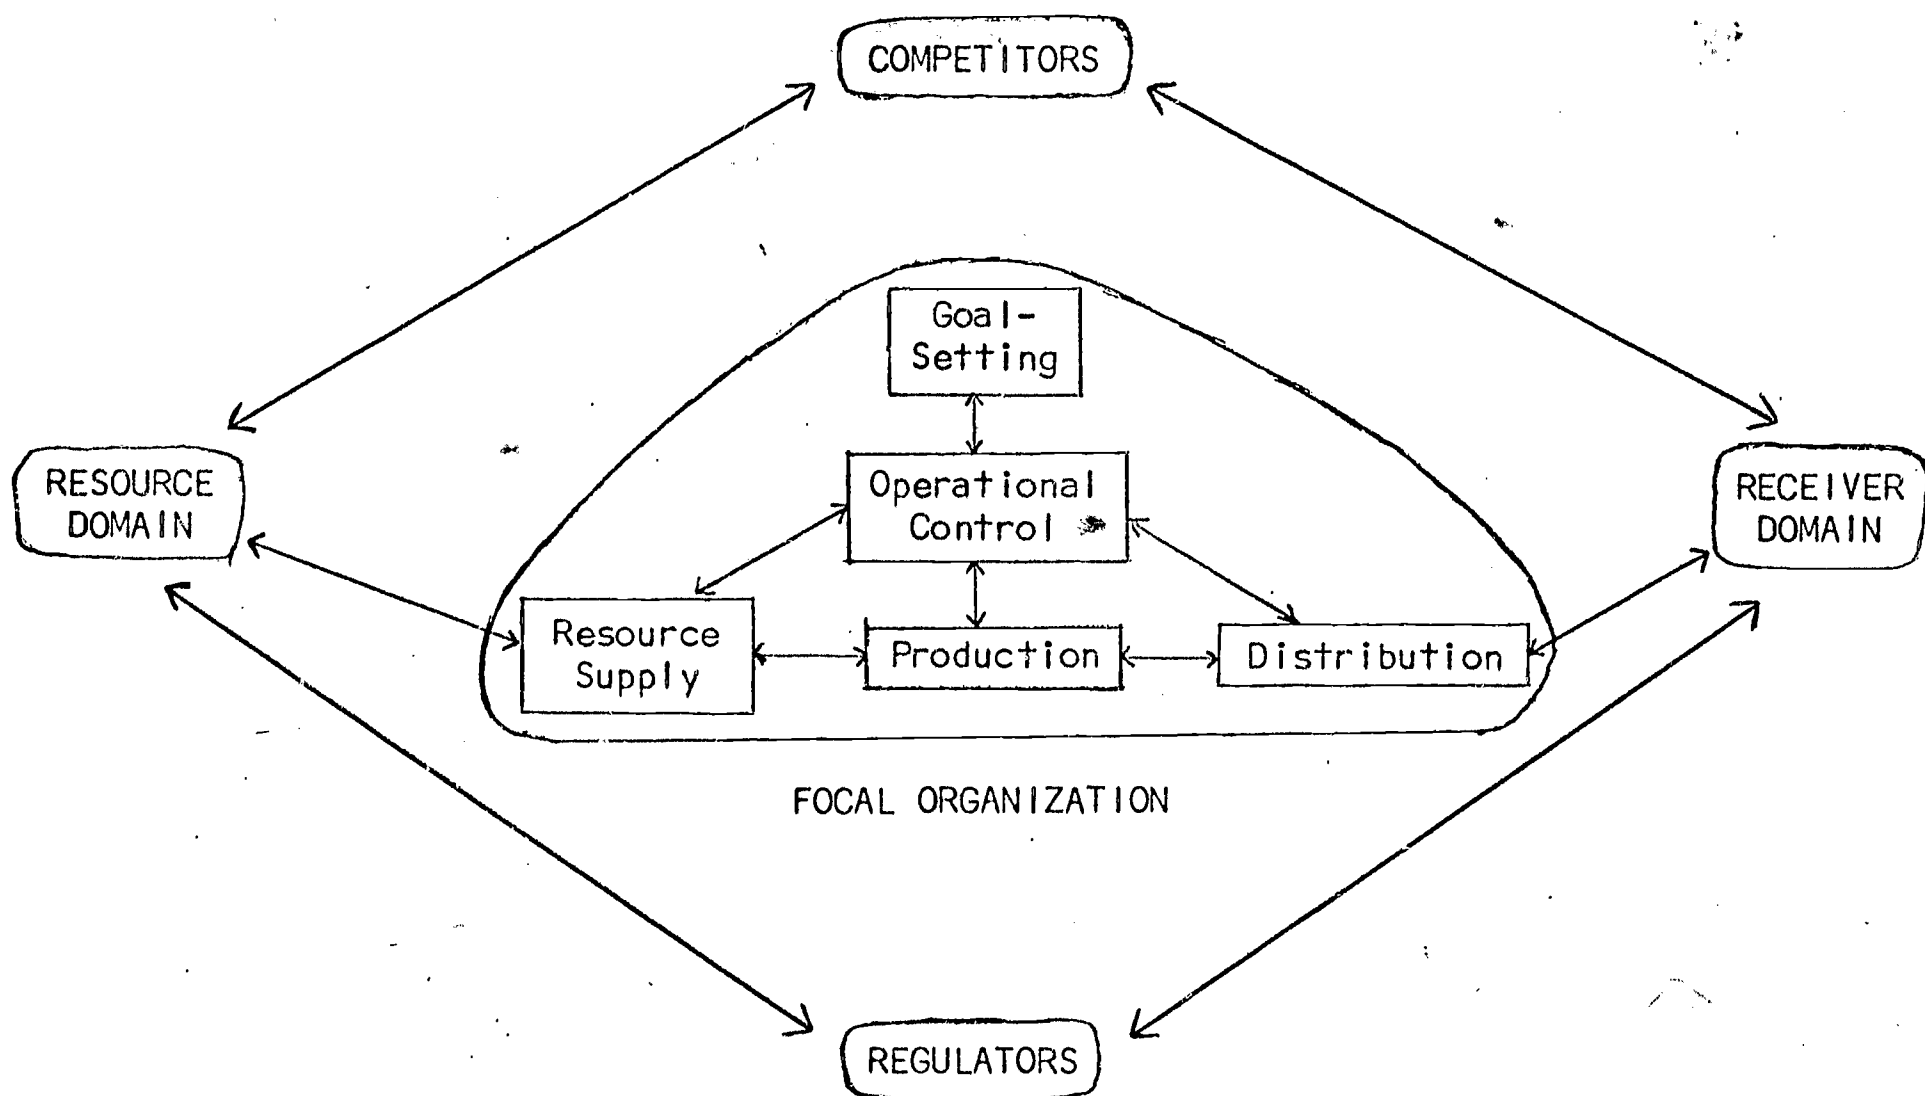 COMPETITORS
Goal-
Setting
RESOURCE
DOMAIN
Operational
Control
RECEIVER
DOMAIN
Resource
Supply
Production
Distribution
FOCAL ORGANIZATION
REGULATORS